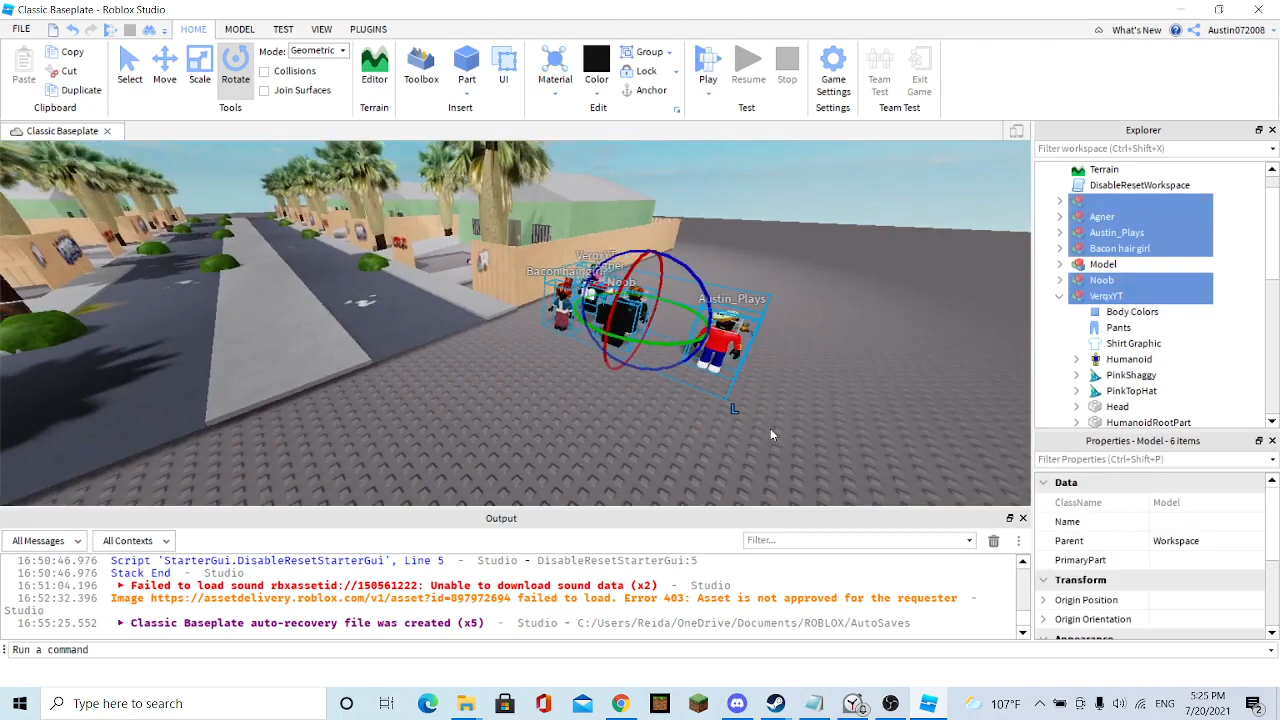 Classic Baseplate - Roblox Studio
FILE HOME MODEL TEST VIEW PLUGINS What's New Austin072008
Paste Copy Cut Duplicate Clipboard
Select Move Scale Rotate Mode: Geometric Collisions Join Surfaces Tools
Editor Terrain
Toolbox Part UI Insert
Material Color Group Lock Anchor Edit
Play Resume Stop Test
Game Settings Settings
Team Test Exit Game Team Test
Classic Baseplate
VerqxYT
Agner
Bacon hair girl
Noob
Austin_Plays
L
Explorer
Filter workspace (Ctrl+Shift+X)
Terrain
DisableResetWorkspace
Agner
Austin_Plays
Bacon hair girl
Model
Noob
VerqxYT
Body Colors
Pants
Shirt Graphic
Humanoid
PinkShaggy
PinkTopHat
Head
HumanoidRootPart
Properties - Model - 6 items
Filter Properties (Ctrl+Shift+P)
Data
ClassName Model
Name
Parent Workspace
PrimaryPart
Transform
Origin Position
Origin Orientation
Output
All Messages All Contexts Filter...
16:50:46.976 Script 'StarterGui.DisableResetStarterGui', Line 5 - Studio - DisableResetStarterGui:5
16:50:46.976 Stack End - Studio
16:51:04.196 Failed to load sound rbxassetid://150561222: Unable to download sound data (x2) - Studio
16:52:32.396 Image https://assetdelivery.roblox.com/v1/asset?id=897972694 failed to load. Error 403: Asset is not approved for the requester -
Studio
16:55:25.552 Classic Baseplate auto-recovery file was created (x5) - Studio - C:/Users/Reida/OneDrive/Documents/ROBLOX/AutoSaves
Run a command
Type here to search
107°F
5:25 PM
7/20/2021
2